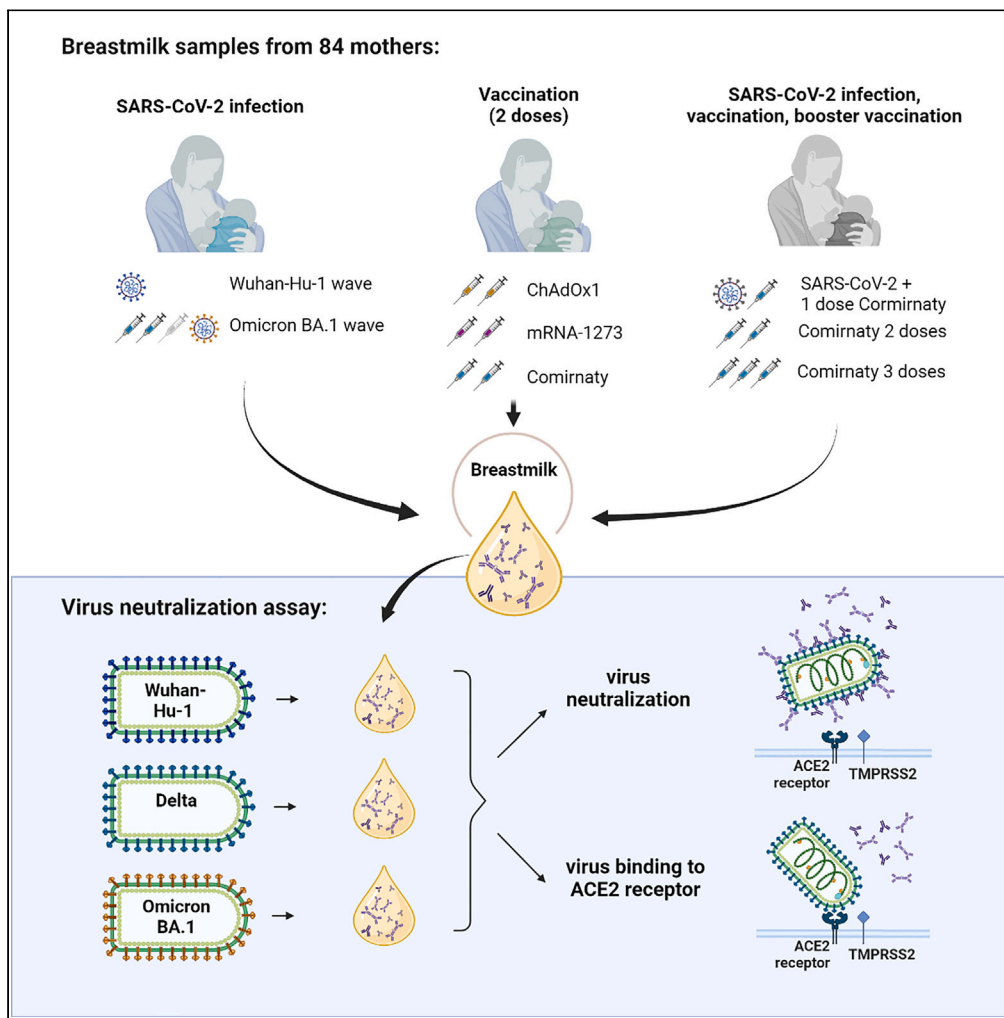 Breastmilk samples from 84 mothers:
SARS-CoV-2 infection
Wuhan-Hu-1 wave
Omicron BA.1 wave
Vaccination
(2 doses)
ChAdOx1
mRNA-1273
Comirnaty
SARS-CoV-2 infection,
vaccination, booster vaccination
SARS-CoV-2 +
1 dose Cormirnaty
Comirnaty 2 doses
Comirnaty 3 doses
Breastmilk
Virus neutralization assay:
Wuhan-
Hu-1
Delta
Omicron
BA.1
virus
neutralization
ACE2
receptor
TMPRSS2
virus binding to
ACE2 receptor
ACE2
receptor
TMPRSS2